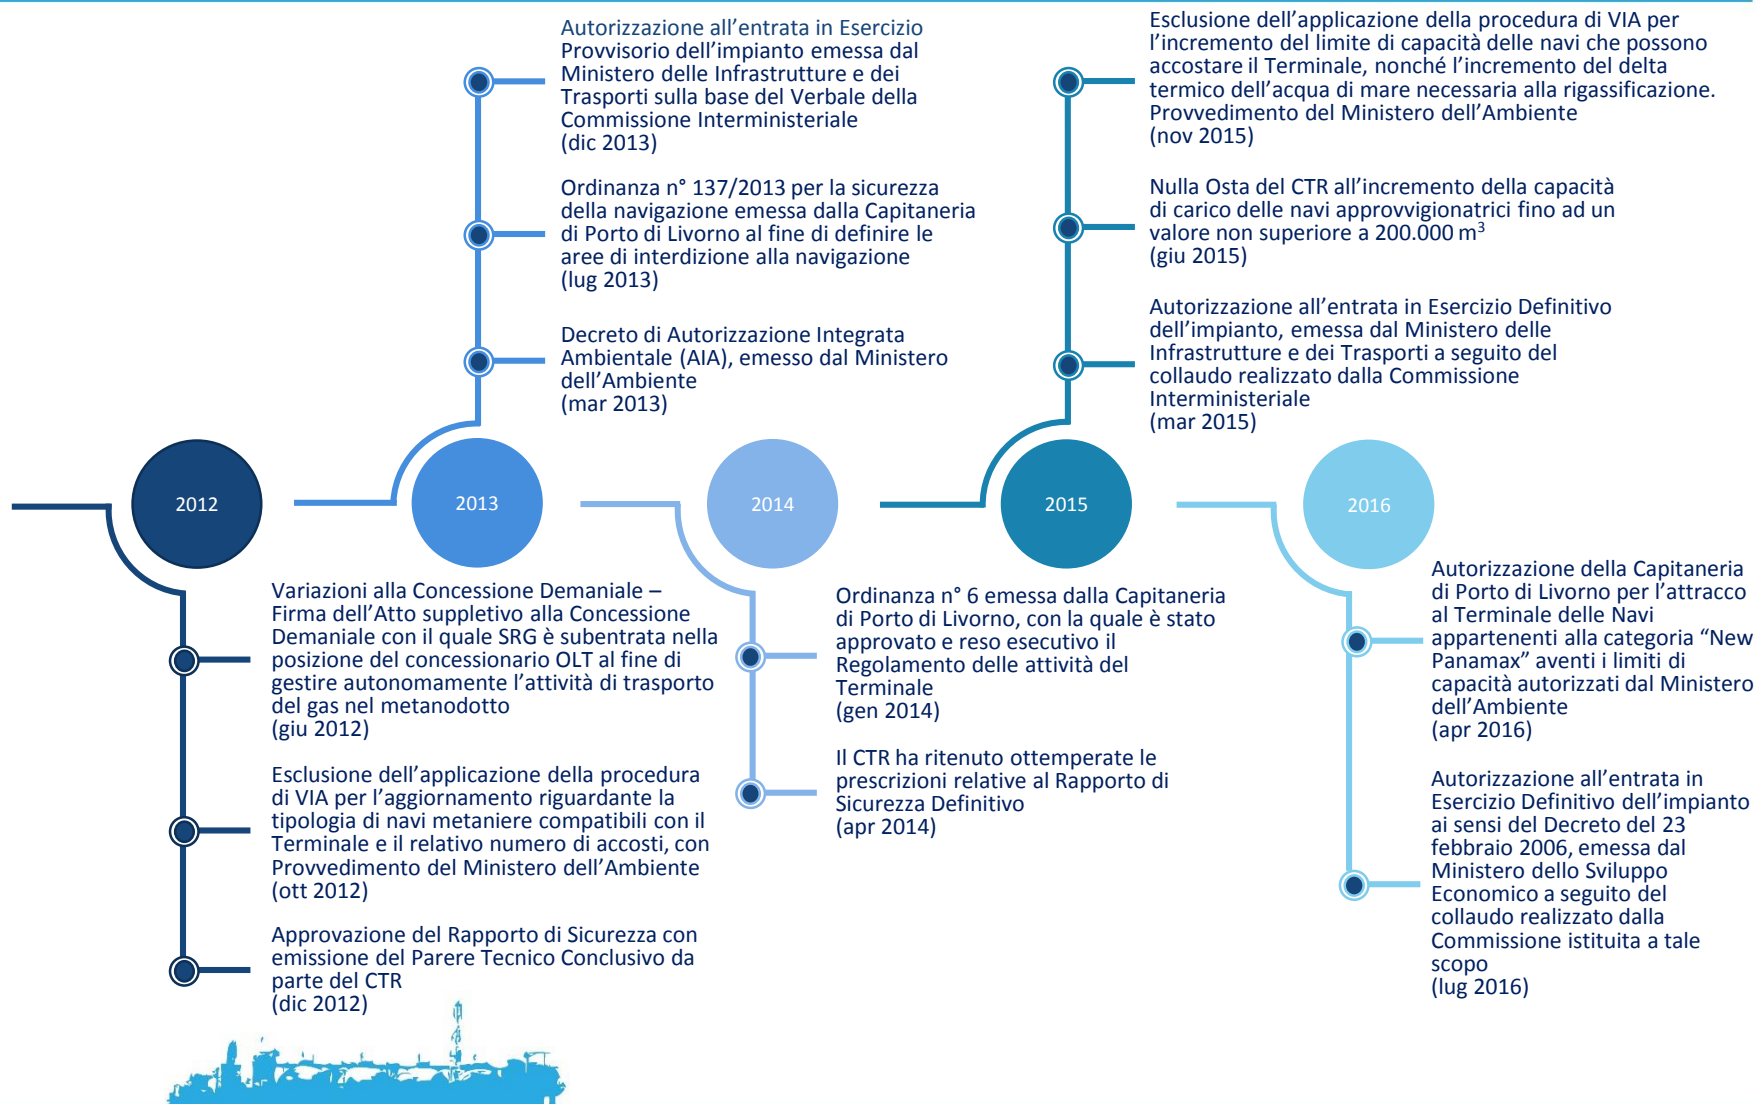 Autorizzazione all’entrata in Esercizio
Provvisorio dell’impianto emessa dal
Ministero delle Infrastrutture e dei
Trasporti sulla base del Verbale della
Commissione Interministeriale
(dic 2013)
Ordinanza n° 137/2013 per la sicurezza
della navigazione emessa dalla Capitaneria
di Porto di Livorno al fine di definire le
aree di interdizione alla navigazione
(lug 2013)
Decreto di Autorizzazione Integrata
Ambientale (AIA), emesso dal Ministero
dell’Ambiente
(mar 2013)
Esclusione dell’applicazione della procedura di VIA per
l’incremento del limite di capacità delle navi che possono
accostare il Terminale, nonché l’incremento del delta
termico dell’acqua di mare necessaria alla rigassificazione.
Provvedimento del Ministero dell’Ambiente
(nov 2015)
Nulla Osta del CTR all’incremento della capacità
di carico delle navi approvvigionatrici fino ad un
valore non superiore a 200.000 m³
(giu 2015)
Autorizzazione all’entrata in Esercizio Definitivo
dell’impianto, emessa dal Ministero delle
Infrastrutture e dei Trasporti a seguito del
collaudo realizzato dalla Commissione
Interministeriale
(mar 2015)
2012
2013
2014
2015
2016
Variazioni alla Concessione Demaniale –
Firma dell’Atto suppletivo alla Concessione
Demaniale con il quale SRG è subentrata nella
posizione del concessionario OLT al fine di
gestire autonomamente l’attività di trasporto
del gas nel metanodotto
(giu 2012)
Esclusione dell’applicazione della procedura
di VIA per l’aggiornamento riguardante la
tipologia di navi metaniere compatibili con il
Terminale e il relativo numero di accosti, con
Provvedimento del Ministero dell’Ambiente
(ott 2012)
Approvazione del Rapporto di Sicurezza con
emissione del Parere Tecnico Conclusivo da
parte del CTR
(dic 2012)
Ordinanza n° 6 emessa dalla Capitaneria
di Porto di Livorno, con la quale è stato
approvato e reso esecutivo il
Regolamento delle attività del
Terminale
(gen 2014)
Il CTR ha ritenuto ottemperate le
prescrizioni relative al Rapporto di
Sicurezza Definitivo
(apr 2014)
Autorizzazione della Capitaneria
di Porto di Livorno per l’attracco
al Terminale delle Navi
appartenenti alla categoria “New
Panamax” aventi i limiti di
capacità autorizzati dal Ministero
dell’Ambiente
(apr 2016)
Autorizzazione all’entrata in
Esercizio Definitivo dell’impianto
ai sensi del Decreto del 23
febbraio 2006, emessa dal
Ministero dello Sviluppo
Economico a seguito del
collaudo realizzato dalla
Commissione istituita a tale
scopo
(lug 2016)